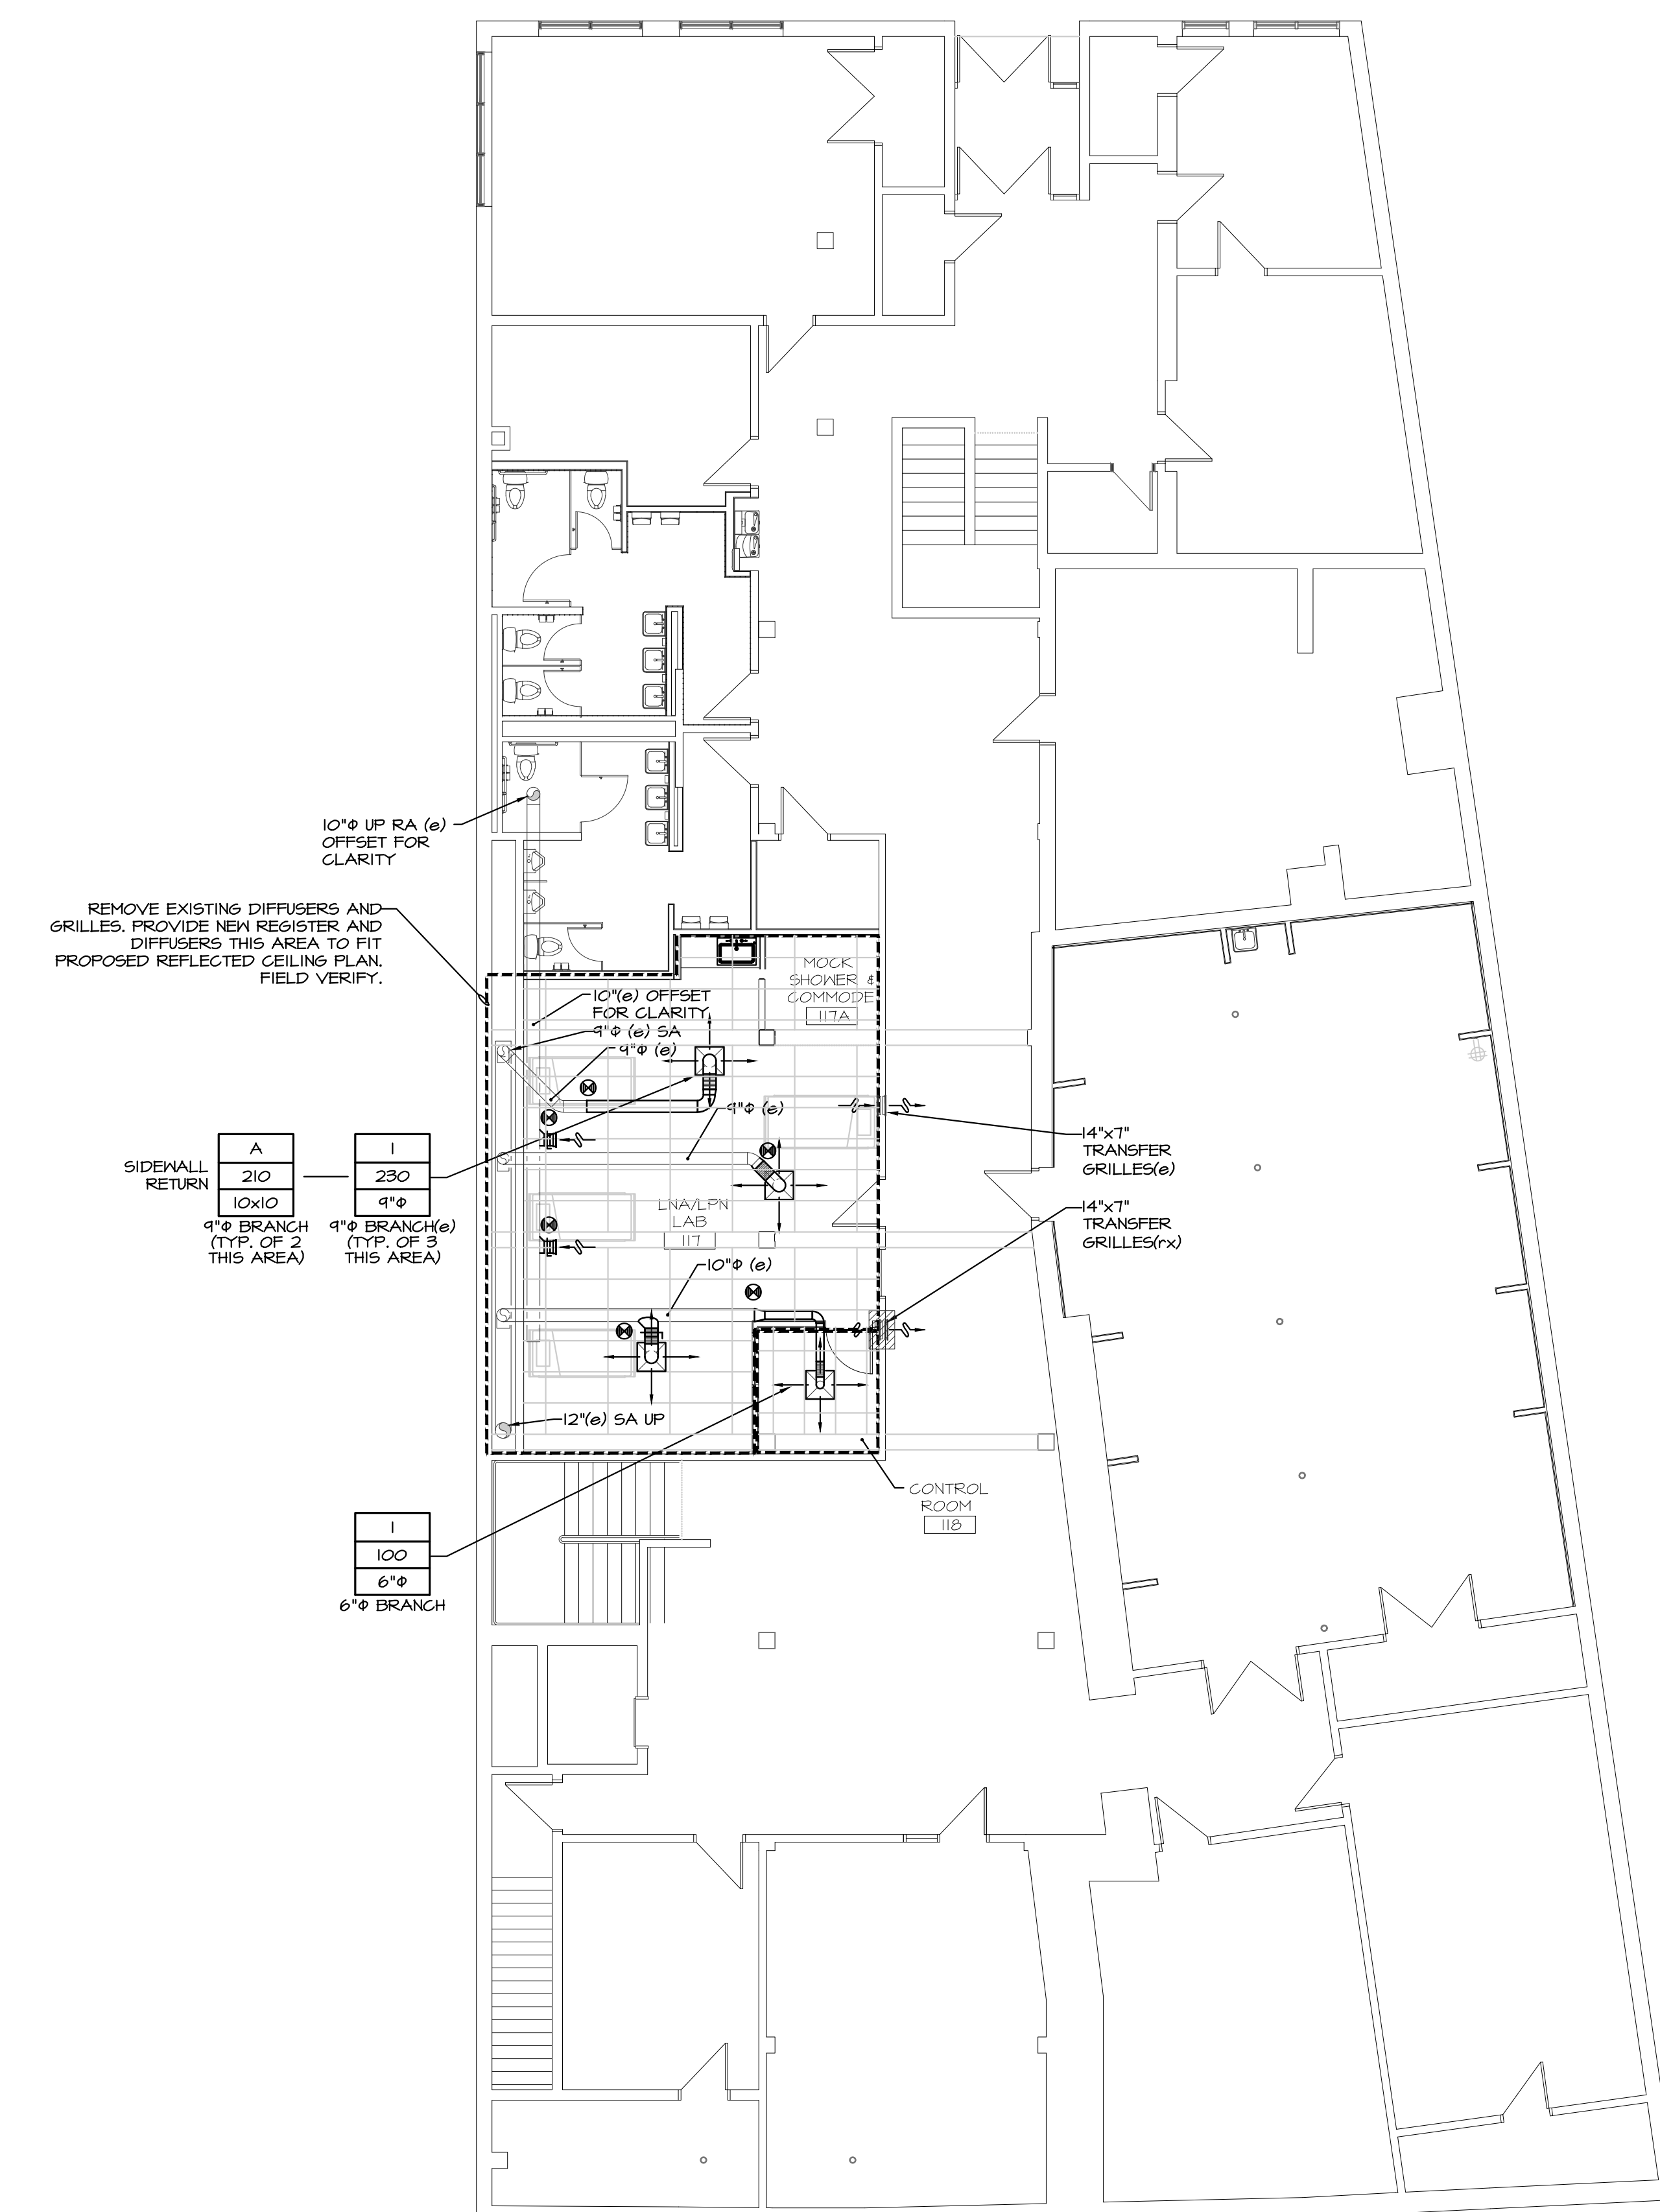 10"Φ UP RA (e)
OFFSET FOR
CLARITY
REMOVE EXISTING DIFFUSERS AND
GRILLES. PROVIDE NEW REGISTER AND
DIFFUSERS THIS AREA TO FIT
PROPOSED REFLECTED CEILING PLAN.
FIELD VERIFY.
MOCK
SHOWER &
COMMODE
117A
10"(e) OFFSET
FOR CLARITY
9"Φ (e) SA
9"Φ (e)
9"Φ (e)
14"x7"
TRANSFER
GRILLES(e)
SIDEWALL
RETURN
A
210
10x10
9"Φ BRANCH
(TYP. OF 2
THIS AREA)
1
230
9"Φ
9"Φ BRANCH(e)
(TYP. OF 3
THIS AREA)
LNA/LPN
LAB
117
14"x7"
TRANSFER
GRILLES(rx)
10"Φ (e)
12"(e) SA UP
CONTROL
ROOM
118
1
100
6"Φ
6"Φ BRANCH